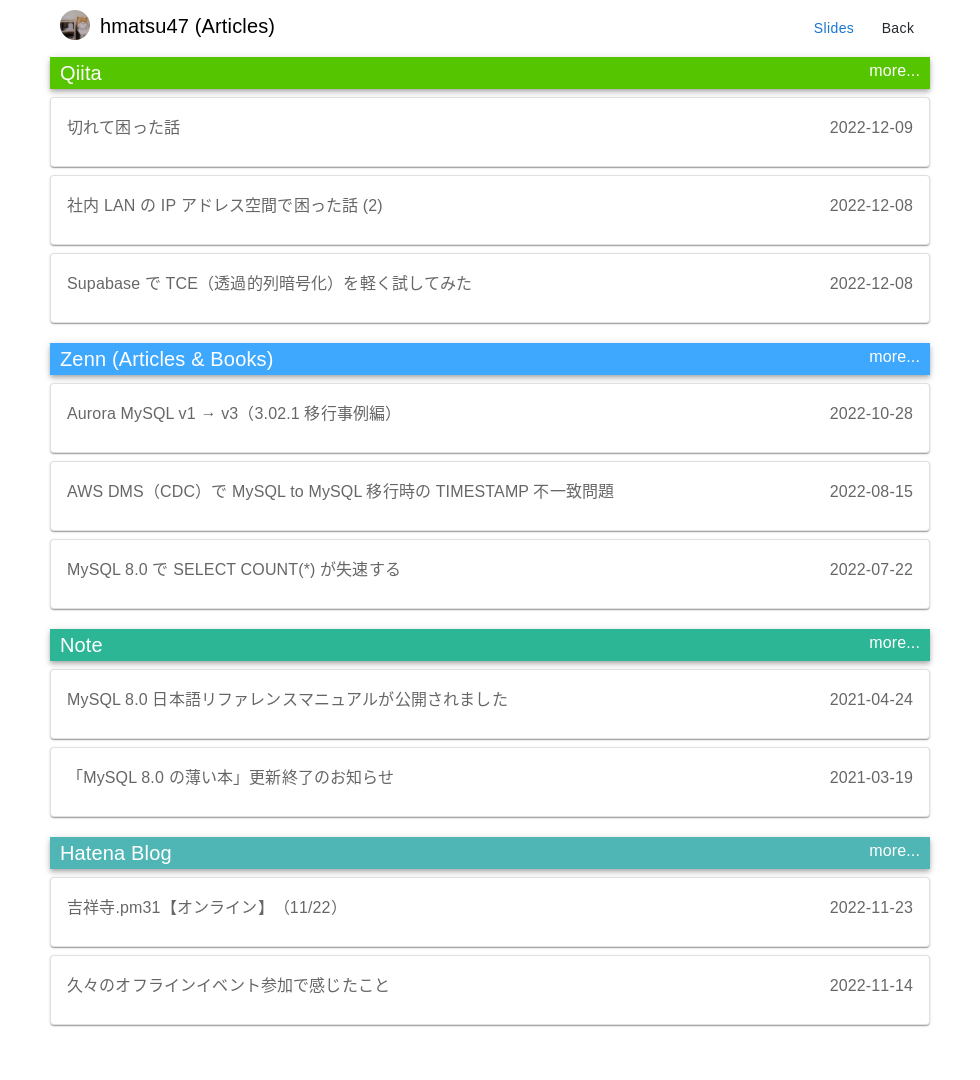 hmatsu47 (Articles)
Slides Back
Qiita more...
切れて困った話 2022-12-09
社内 LAN の IP アドレス空間で困った話 (2) 2022-12-08
Supabase で TCE（透過的列暗号化）を軽く試してみた 2022-12-08
Zenn (Articles & Books) more...
Aurora MySQL v1 → v3（3.02.1 移行事例編） 2022-10-28
AWS DMS（CDC）で MySQL to MySQL 移行時の TIMESTAMP 不一致問題 2022-08-15
MySQL 8.0 で SELECT COUNT(*) が失速する 2022-07-22
Note more...
MySQL 8.0 日本語リファレンスマニュアルが公開されました 2021-04-24
「MySQL 8.0 の薄い本」更新終了のお知らせ 2021-03-19
Hatena Blog more...
吉祥寺.pm31【オンライン】（11/22） 2022-11-23
久々のオフラインイベント参加で感じたこと 2022-11-14